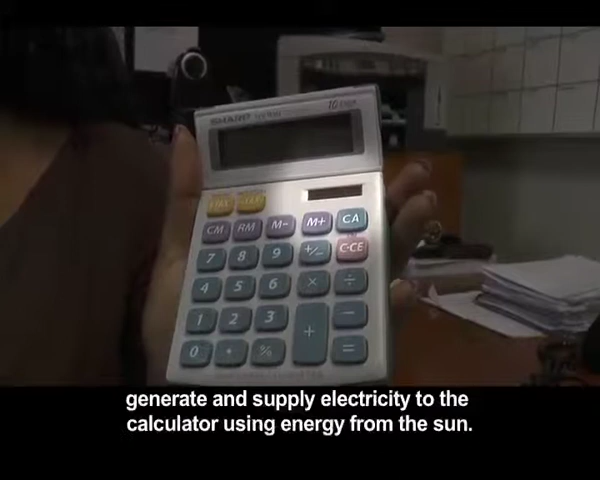 SHARP
CM RM M- M+ CA
7 8 9 +/- C·CE
4 5 6 ×  ÷
1 2 3 + −
0 · % =
generate and supply electricity to the
calculator using energy from the sun.